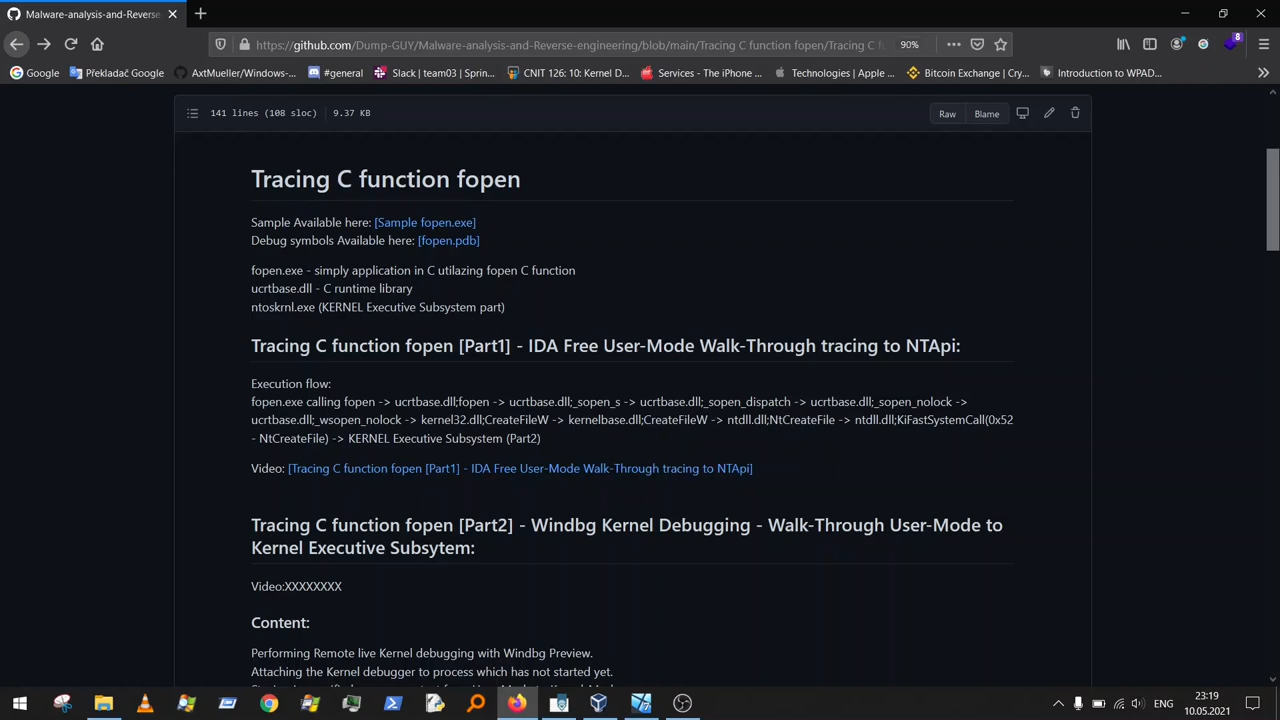 Malware-analysis-and-Reverse-
https://github.com/Dump-GUY/Malware-analysis-and-Reverse-engineering/blob/main/Tracing C function fopen/Tracing C f
90%
8
Google
Překladač Google
AxtMueller/Windows-...
#general
Slack | team03 | Sprin...
CNIT 126: 10: Kernel D...
Services - The iPhone ...
Technologies | Apple ...
Bitcoin Exchange | Cry...
Introduction to WPAD...
141 lines (108 sloc)
9.37 KB
Raw
Blame
Tracing C function fopen
Sample Available here: [Sample fopen.exe]
Debug symbols Available here: [fopen.pdb]
fopen.exe - simply application in C utilazing fopen C function
ucrtbase.dll - C runtime library
ntoskrnl.exe (KERNEL Executive Subsystem part)
Tracing C function fopen [Part1] - IDA Free User-Mode Walk-Through tracing to NTApi:
Execution flow:
fopen.exe calling fopen -> ucrtbase.dll;fopen -> ucrtbase.dll;_sopen_s -> ucrtbase.dll;_sopen_dispatch -> ucrtbase.dll;_sopen_nolock ->
ucrtbase.dll;_wsopen_nolock -> kernel32.dll;CreateFileW -> kernelbase.dll;CreateFileW -> ntdll.dll;NtCreateFile -> ntdll.dll;KiFastSystemCall(0x52
- NtCreateFile) -> KERNEL Executive Subsystem (Part2)
Video: [Tracing C function fopen [Part1] - IDA Free User-Mode Walk-Through tracing to NTApi]
Tracing C function fopen [Part2] - Windbg Kernel Debugging - Walk-Through User-Mode to
Kernel Executive Subsytem:
Video:XXXXXXXX
Content:
Performing Remote live Kernel debugging with Windbg Preview.
Attaching the Kernel debugger to process which has not started yet.
ENG
23:19
10.05.2021